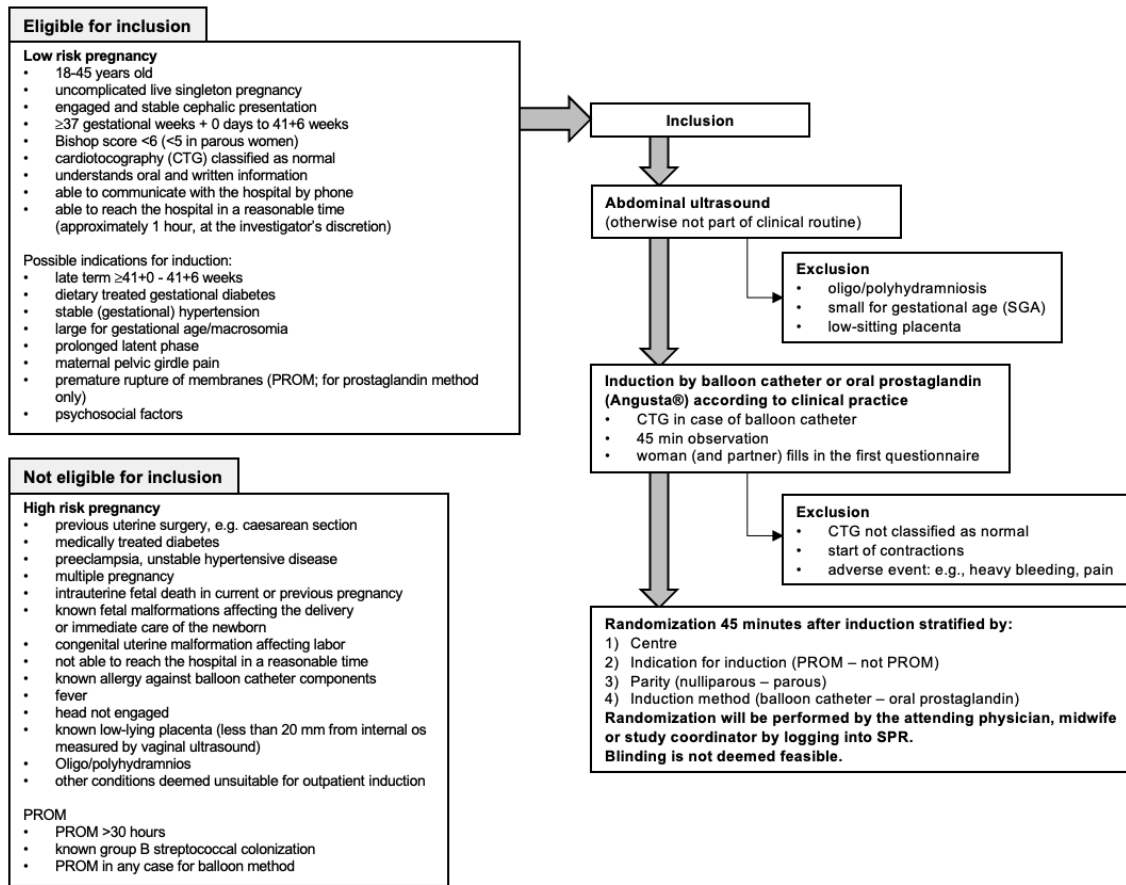 Eligible for inclusion
Low risk pregnancy
• 18-45 years old
• uncomplicated live singleton pregnancy
• engaged and stable cephalic presentation
• ≥37 gestational weeks + 0 days to 41+6 weeks
• Bishop score <6 (<5 in parous women)
• cardiotocography (CTG) classified as normal
• understands oral and written information
• able to communicate with the hospital by phone
• able to reach the hospital in a reasonable time
(approximately 1 hour, at the investigator's discretion)
Possible indications for induction:
• late term ≥41+0 - 41+6 weeks
• dietary treated gestational diabetes
• stable (gestational) hypertension
• large for gestational age/macrosomia
• prolonged latent phase
• maternal pelvic girdle pain
• premature rupture of membranes (PROM; for prostaglandin method
only)
• psychosocial factors
Not eligible for inclusion
High risk pregnancy
• previous uterine surgery, e.g. caesarean section
• medically treated diabetes
• preeclampsia, unstable hypertensive disease
• multiple pregnancy
• intrauterine fetal death in current or previous pregnancy
• known fetal malformations affecting the delivery
or immediate care of the newborn
• congenital uterine malformation affecting labor
• not able to reach the hospital in a reasonable time
• known allergy against balloon catheter components
• fever
• head not engaged
• known low-lying placenta (less than 20 mm from internal os
measured by vaginal ultrasound)
• Oligo/polyhydramnios
• other conditions deemed unsuitable for outpatient induction
PROM
• PROM >30 hours
• known group B streptococcal colonization
• PROM in any case for balloon method
Inclusion
Abdominal ultrasound
(otherwise not part of clinical routine)
Exclusion
• oligo/polyhydramniosis
• small for gestational age (SGA)
• low-sitting placenta
Induction by balloon catheter or oral prostaglandin
(Angusta®) according to clinical practice
• CTG in case of balloon catheter
• 45 min observation
• woman (and partner) fills in the first questionnaire
Exclusion
• CTG not classified as normal
• start of contractions
• adverse event: e.g., heavy bleeding, pain
Randomization 45 minutes after induction stratified by:
1) Centre
2) Indication for induction (PROM – not PROM)
3) Parity (nulliparous – parous)
4) Induction method (balloon catheter – oral prostaglandin)
Randomization will be performed by the attending physician, midwife
or study coordinator by logging into SPR.
Blinding is not deemed feasible.